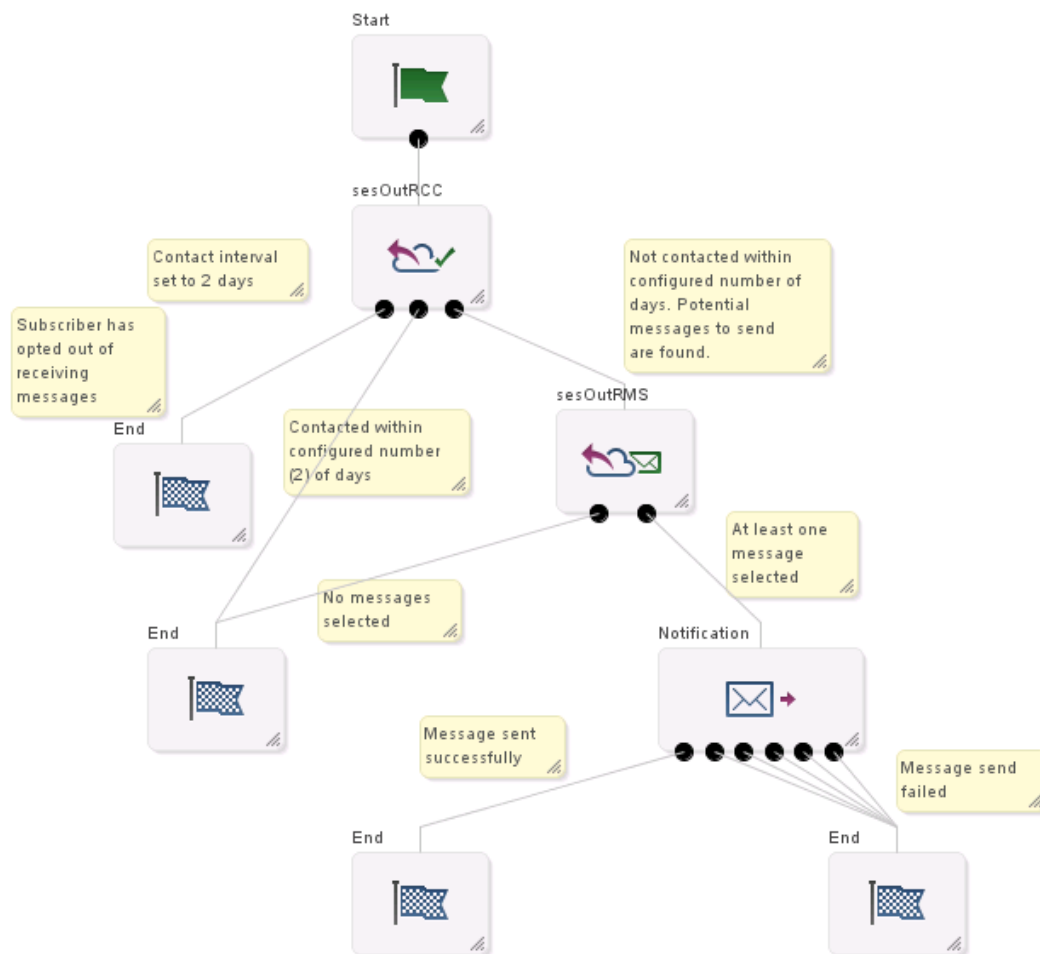 Start
sesOutRCC
Contact interval
set to 2 days
Not contacted within
configured number of
days. Potential
messages to send
are found.
Subscriber has
opted out of
receiving
messages
sesOutRMS
End
Contacted within
configured number
(2) of days
At least one
message
selected
No messages
selected
End
Notification
Message sent
successfully
Message send
failed
End
End